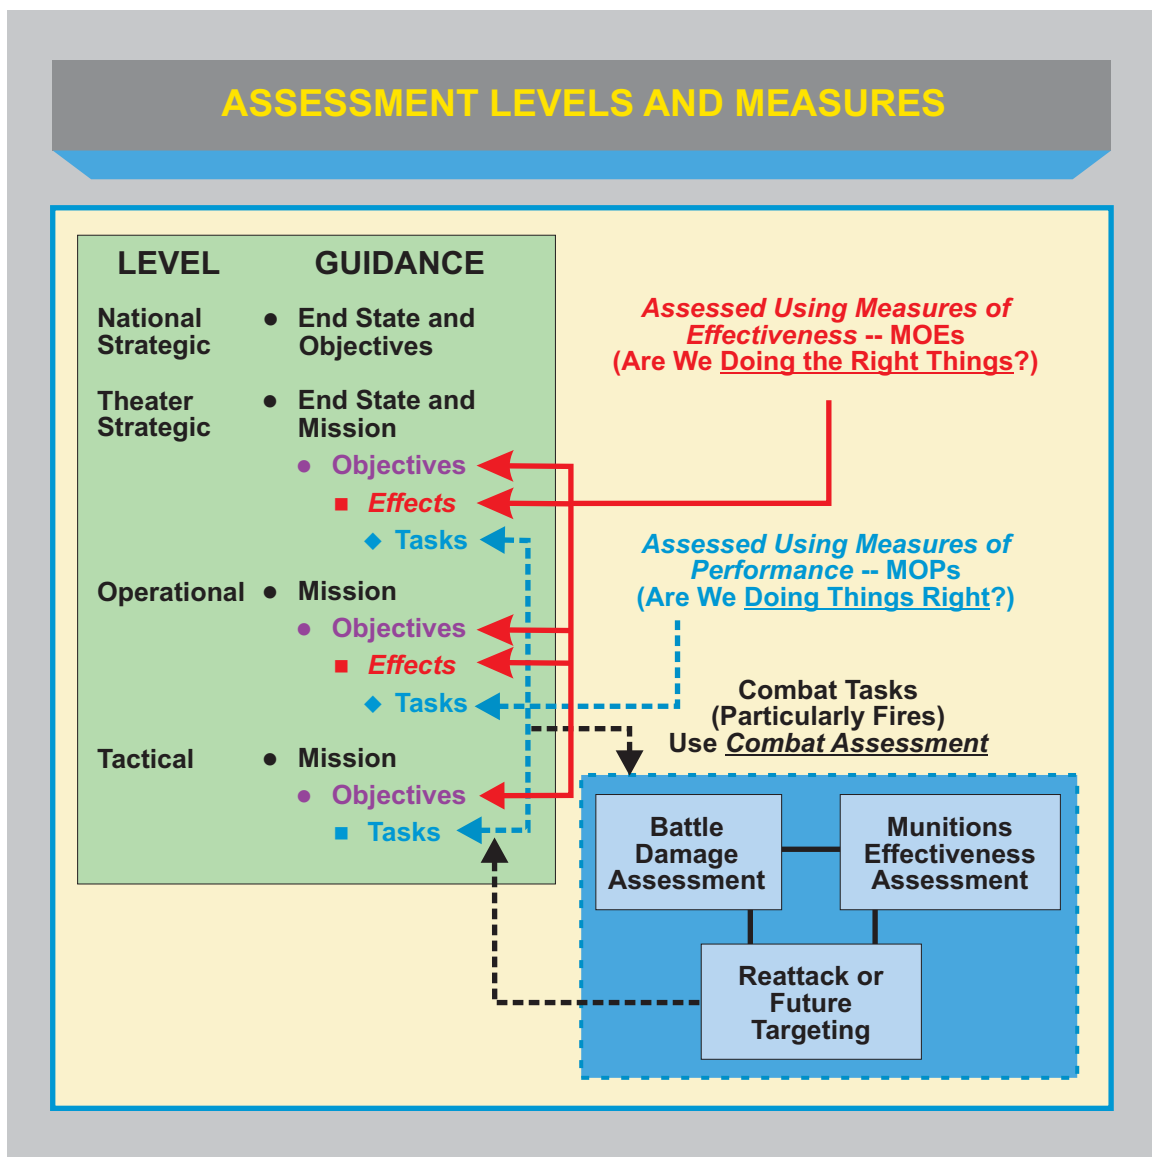 ASSESSMENT LEVELS AND MEASURES
LEVEL
GUIDANCE
National
Strategic
● End State and
Objectives
Theater
Strategic
● End State and
Mission
● Objectives
■ Effects
◆ Tasks
Operational
● Mission
● Objectives
■ Effects
◆ Tasks
Tactical
● Mission
● Objectives
■ Tasks
Assessed Using Measures of
Effectiveness -- MOEs
(Are We Doing the Right Things?)
Assessed Using Measures of
Performance -- MOPs
(Are We Doing Things Right?)
Combat Tasks
(Particularly Fires)
Use Combat Assessment
Battle
Damage
Assessment
Munitions
Effectiveness
Assessment
Reattack or
Future
Targeting